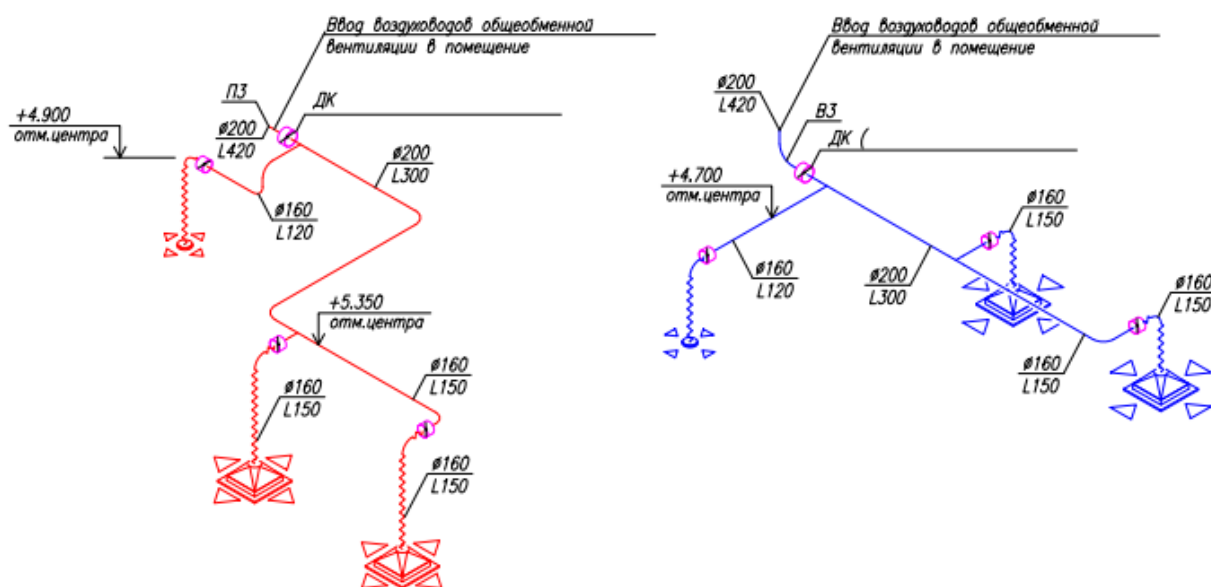 Ввод воздуховодов общеобменной
вентиляции в помещение
П3
ДК
+4.900
отм.центра
ø200
L420
ø200
L300
ø160
L120
+5.350
отм.центра
ø160
L150
ø160
L150
ø160
L150
Ввод воздуховодов общеобменной
вентиляции в помещение
ø200
L420
В3
ДК (
+4.700
отм.центра
ø160
L150
ø160
L120
ø200
L300
ø160
L150
ø160
L150